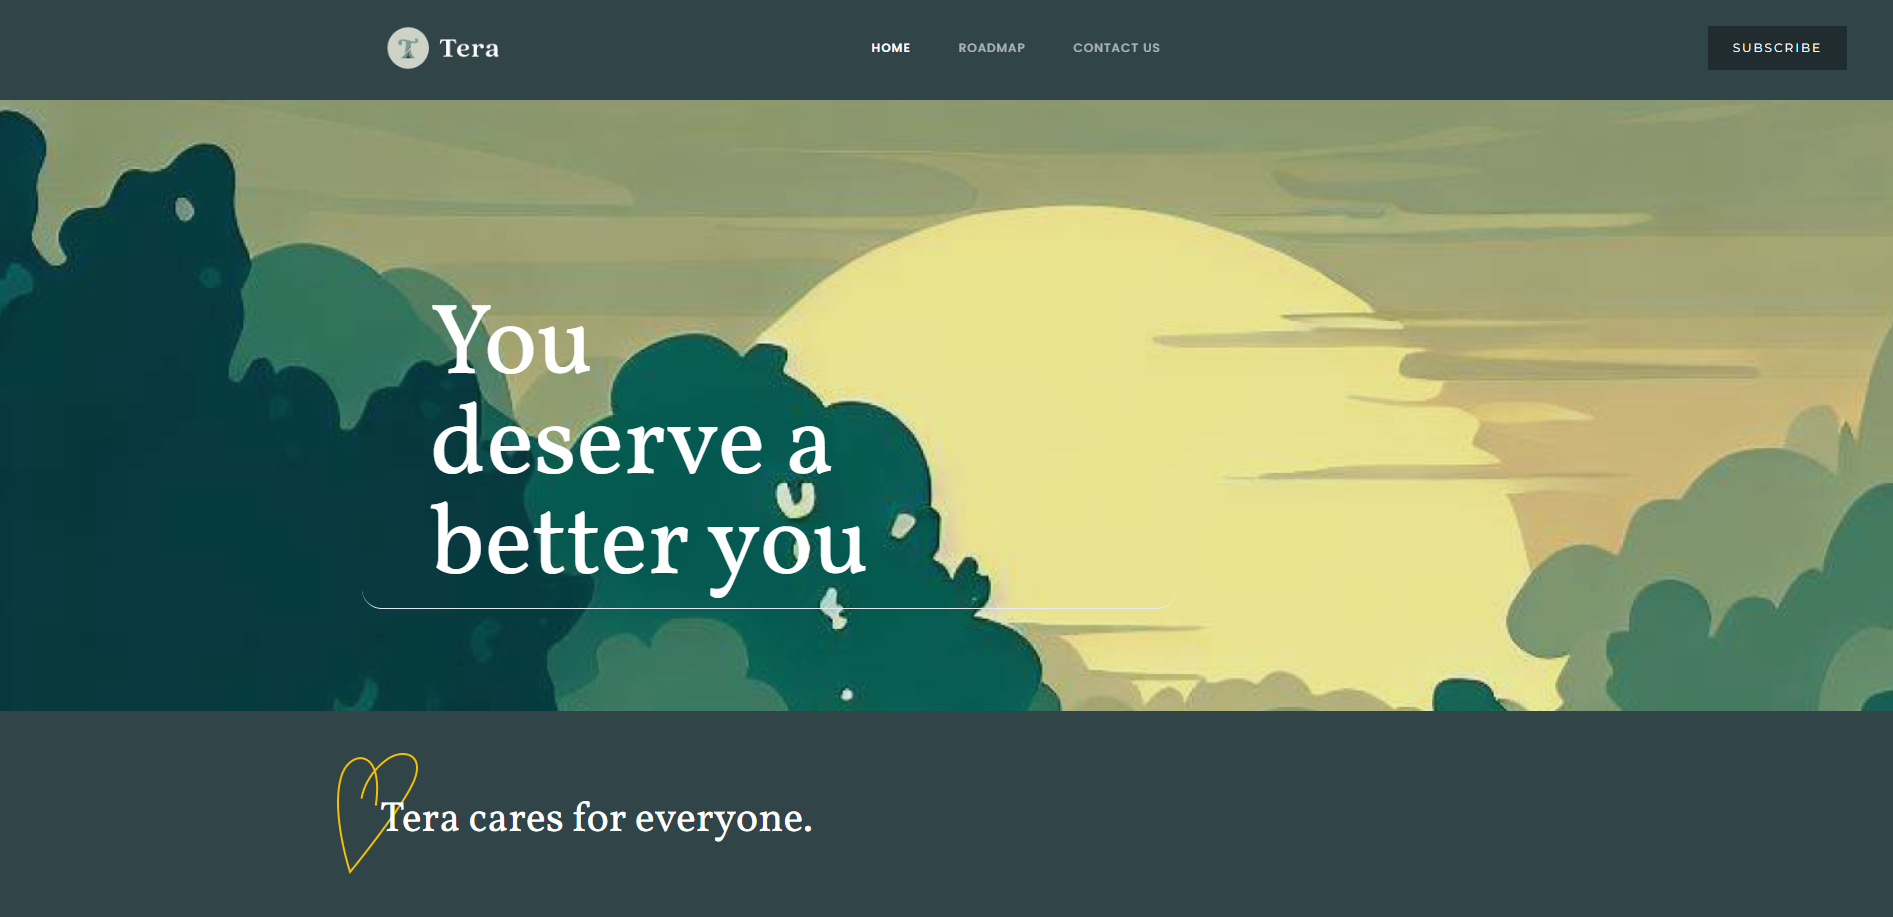 T Tera
HOME ROADMAP CONTACT US
SUBSCRIBE
You
deserve a
better you
Tera cares for everyone.